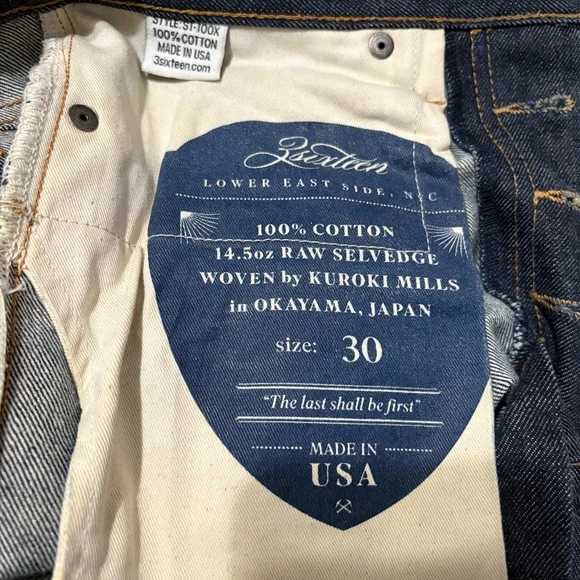 STYLE: ST-100X
100% COTTON
MADE IN USA
3sixteen.com
3sixteen
LOWER EAST SIDE, NYC
100% COTTON
14.5oz RAW SELVEDGE
WOVEN by KUROKI MILLS
in OKAYAMA, JAPAN
size: 30
"The last shall be first"
MADE IN
USA